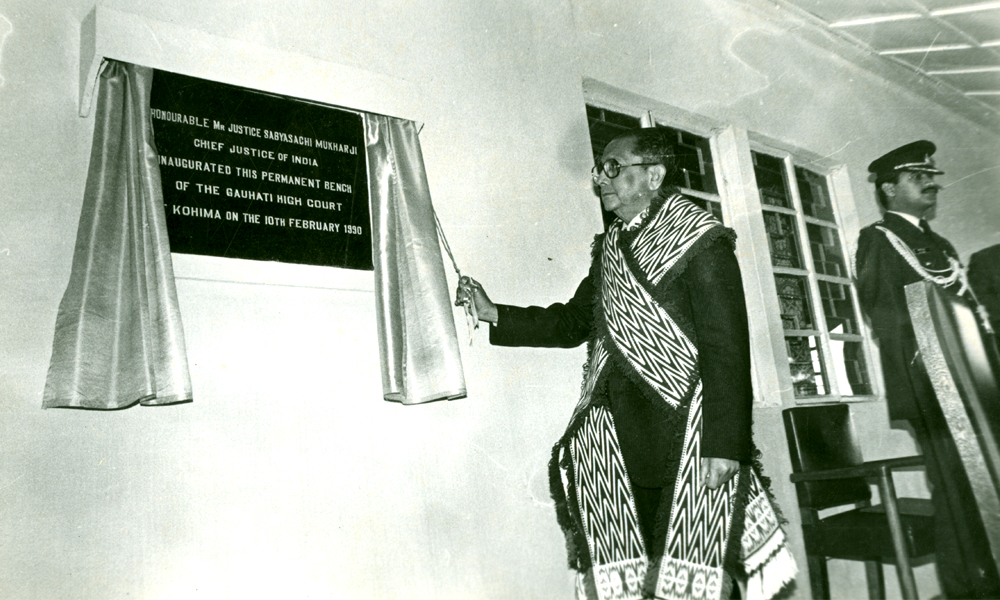 HONOURABLE MR JUSTICE SABYASACHI MUKHARJI
CHIEF JUSTICE OF INDIA
INAUGURATED THIS PERMANENT BENCH
OF THE GAUHATI HIGH COURT
T KOHIMA ON THE 10TH FEBRUARY 1990